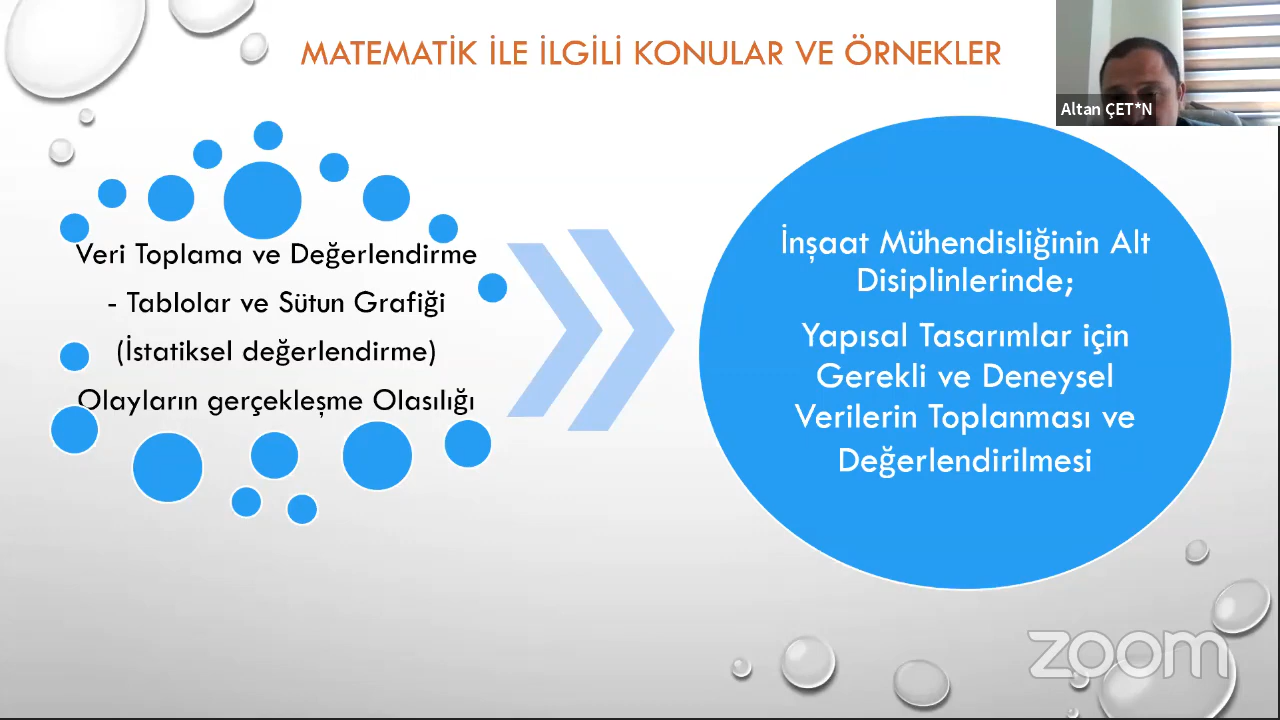 MATEMATİK İLE İLGİLİ KONULAR VE ÖRNEKLER
Altan ÇET*N
Veri Toplama ve Değerlendirme
- Tablolar ve Sütun Grafiği
(İstatiksel değerlendirme)
Olayların gerçekleşme Olasılığı
İnşaat Mühendisliğinin Alt
Disiplinlerinde;
Yapısal Tasarımlar için
Gerekli ve Deneysel
Verilerin Toplanması ve
Değerlendirilmesi
zoom